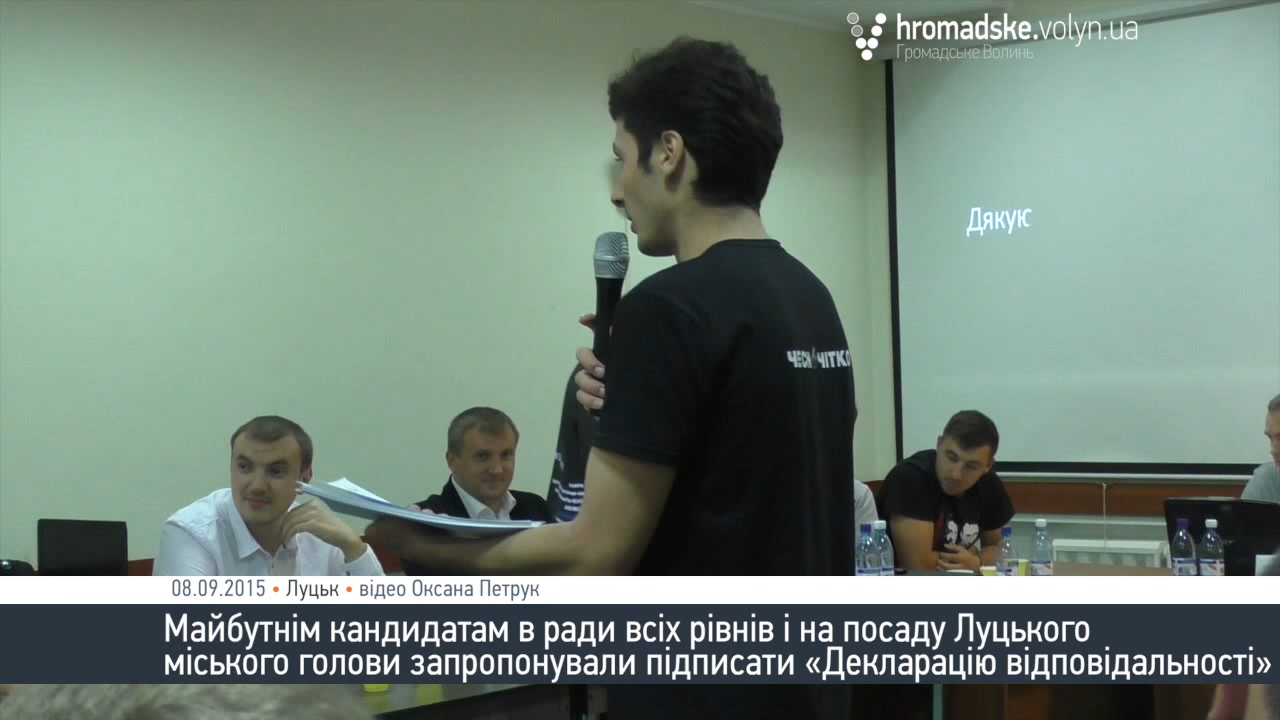 hromadske.volyn.ua
Громадське.Волинь
Дякую
08.09.2015 • Луцьк • відео Оксана Петрук
Майбутнім кандидатам в ради всіх рівнів і на посаду Луцького
міського голови запропонували підписати «Декларацію відповідальності»